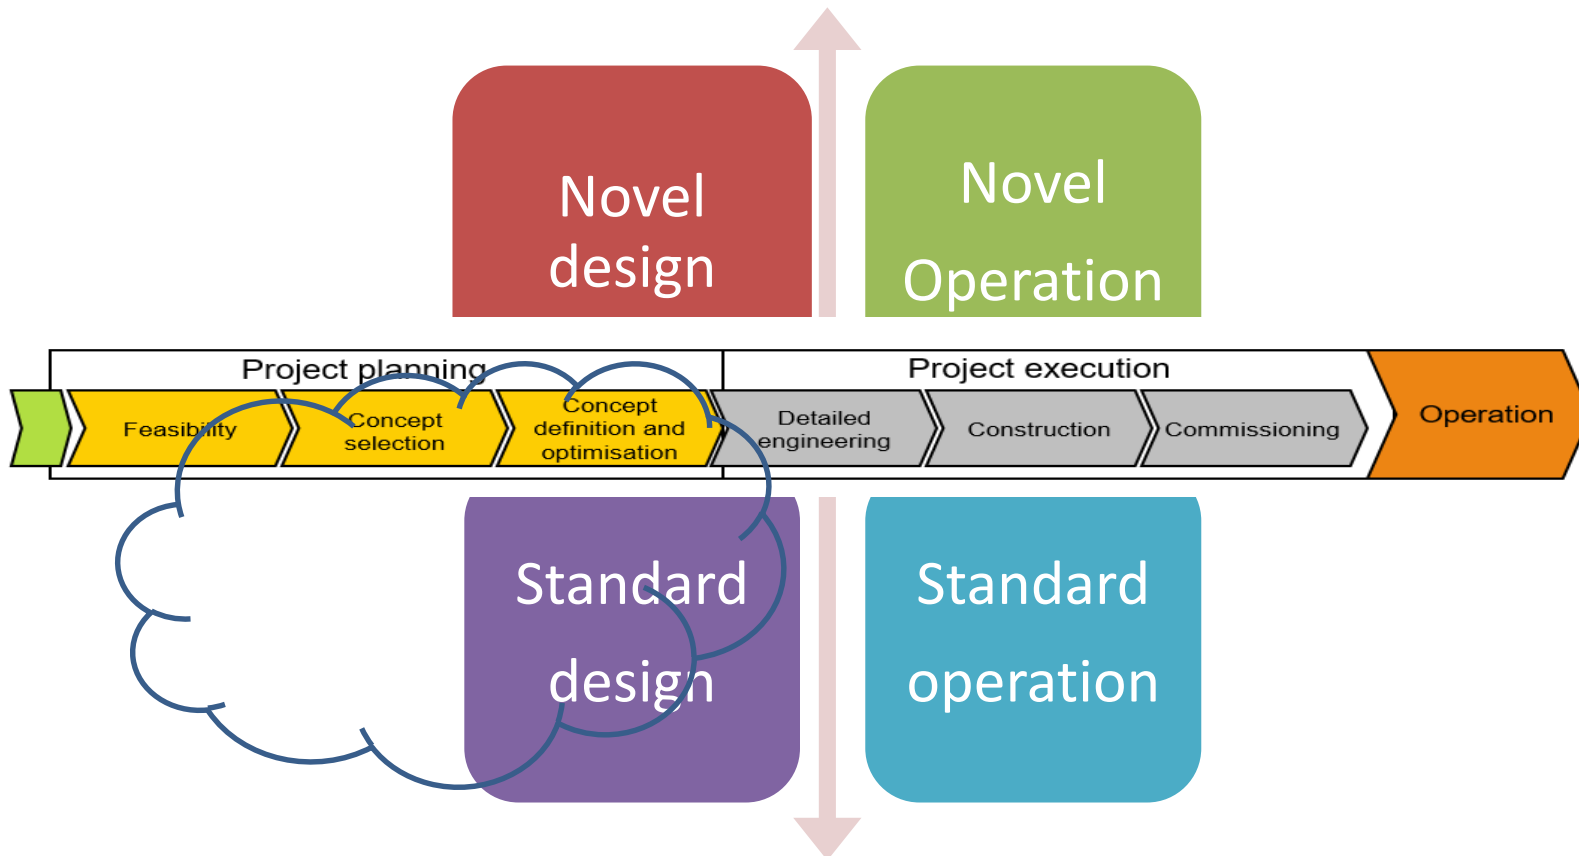 Novel
design
Novel
Operation
Project planning
Project execution
Feasibility
Concept
selection
Concept
definition and
optimisation
Detailed
engineering
Construction
Commissioning
Operation
Standard
design
Standard
operation